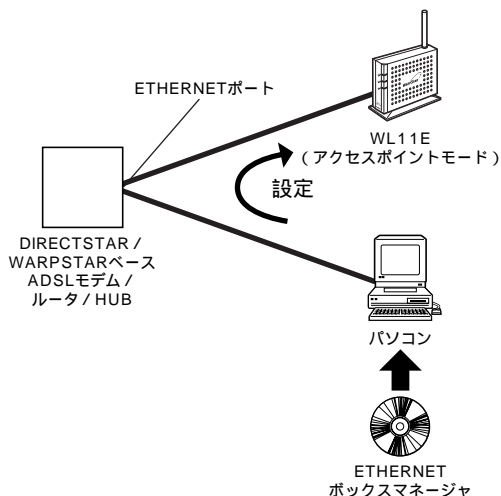 ETHERNETポート
WL11E
（アクセスポイントモード）
設定
DIRECTSTAR /
WARPSTARベース
ADSLモデム /
ルータ / HUB
パソコン
ETHERNET
ボックスマネージャ